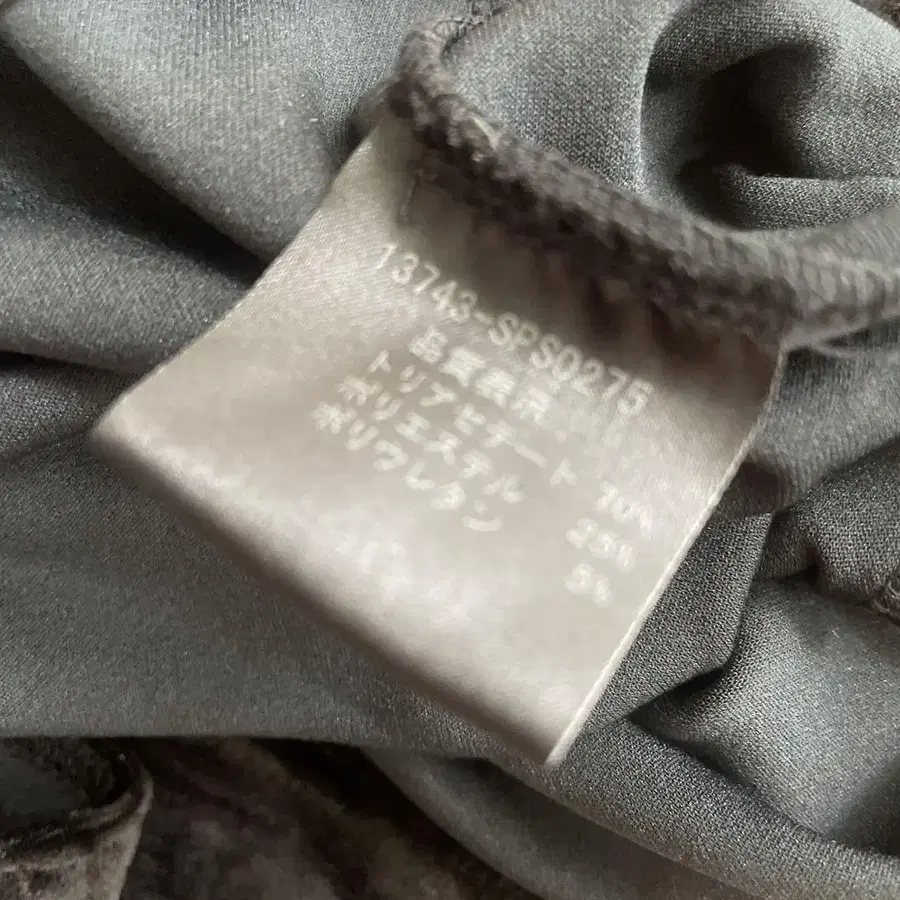 13743-SPS0275
品質表示
トリアセテート 70%
ポリエステル 25%
ポリウレタン 5%